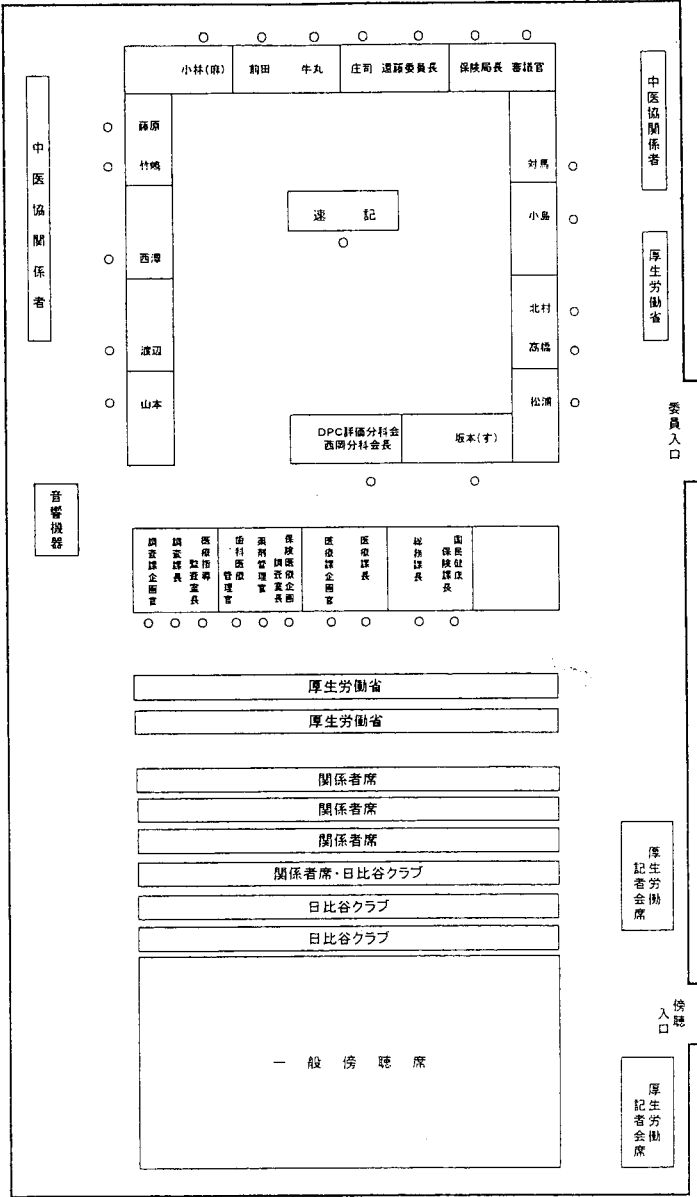 小林(麻) 前田 牛丸 庄司 遠藤委員長 保険局長 審議官
中医協関係者
中医協関係者
藤原
竹嶋
西澤
渡辺
山本
速 記
対馬
小島
北村
高橋
松浦
厚生労働省
委員入口
DPC評価分科会
西岡分科会長
坂本(す)
音響機器
調査課企画官
調査課長
医療指導
監査室長
歯科医療
管理官
薬剤管理官
保険医療企画
調査室長
医療課企画官
医療課長
総務課長
国民健康
保険課長
厚生労働省
厚生労働省
関係者席
関係者席
関係者席
関係者席・日比谷クラブ
日比谷クラブ
日比谷クラブ
厚生労働
記者会席
傍聴
入口
一 般 傍 聴 席
厚生労働
記者会席